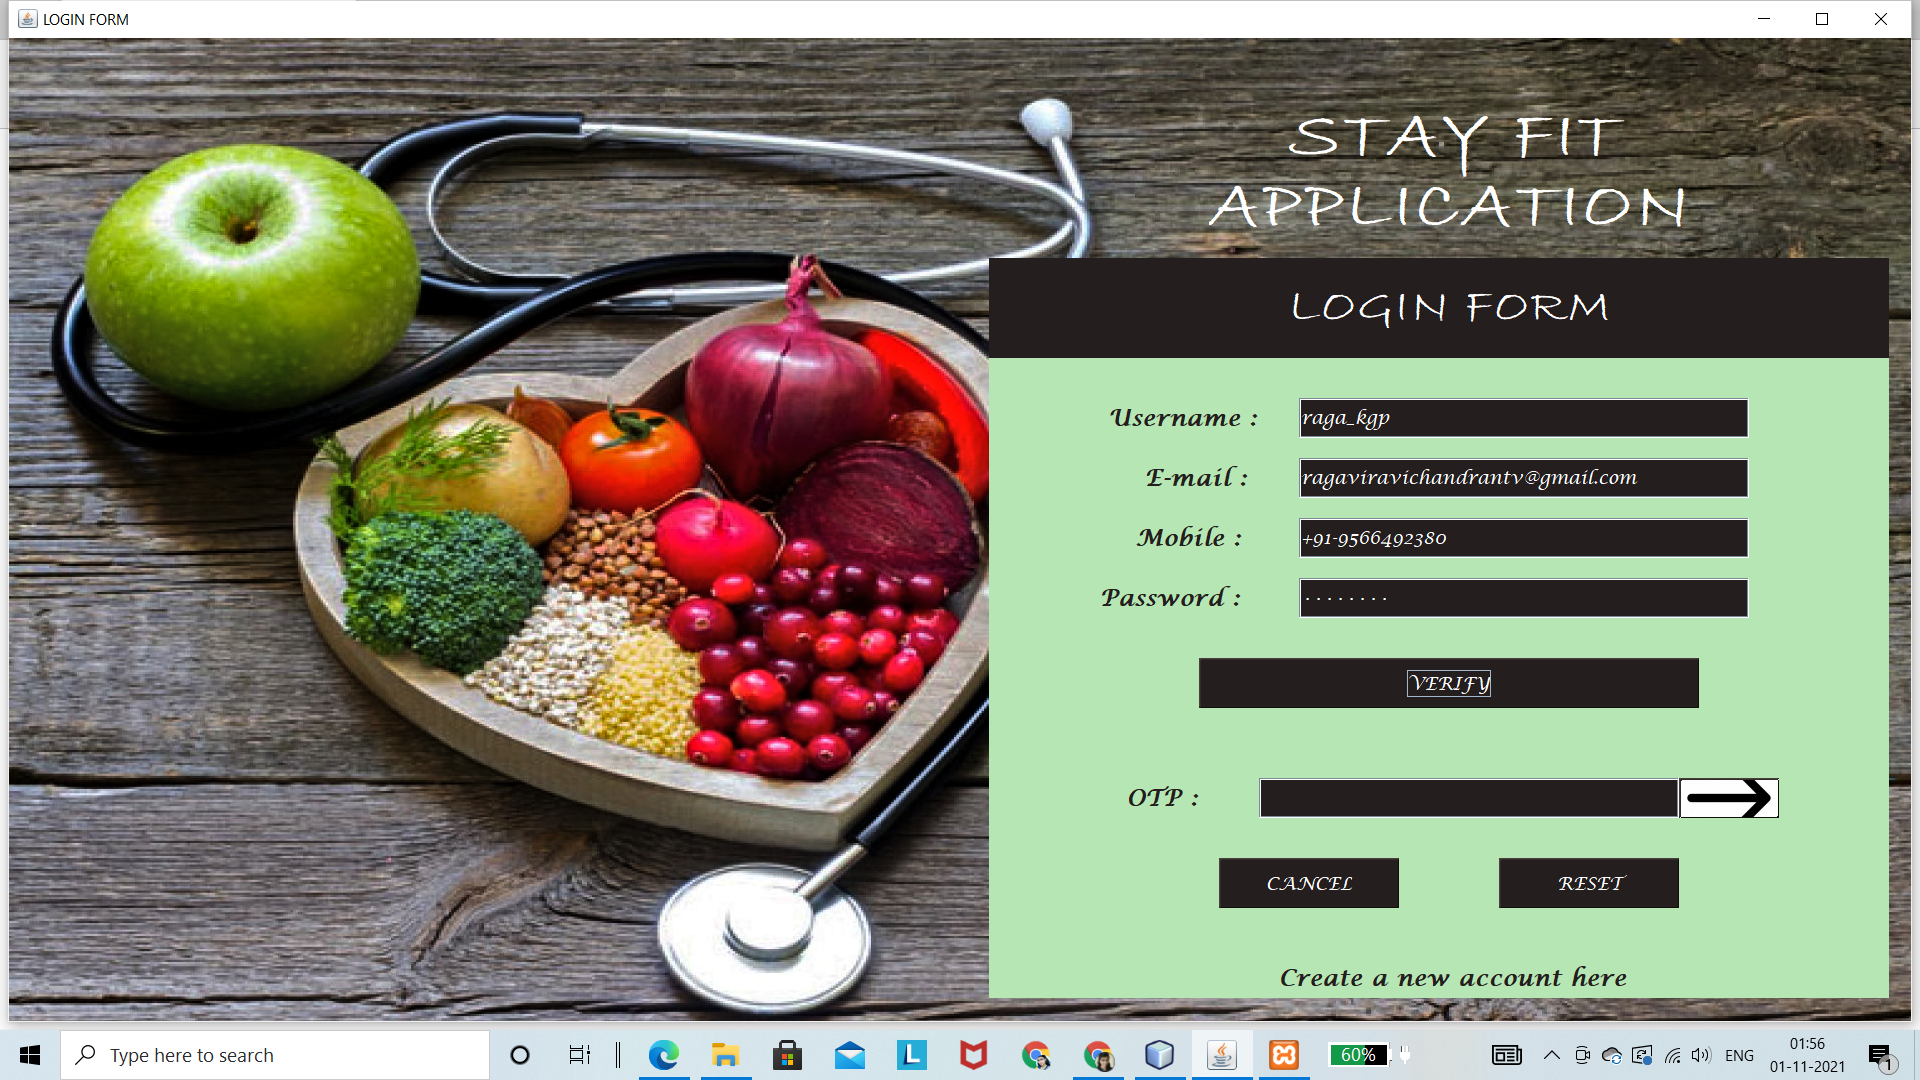 LOGIN FORM
STAY FIT
APPLICATION
LOGIN FORM
Username : raga_kgp
E-mail : ragaviravichandrantv@gmail.com
Mobile : +91-9566492380
Password : ········
VERIFY
OTP :
CANCEL RESET
Create a new account here
Type here to search
L
60%
ENG
01:56
01-11-2021
1